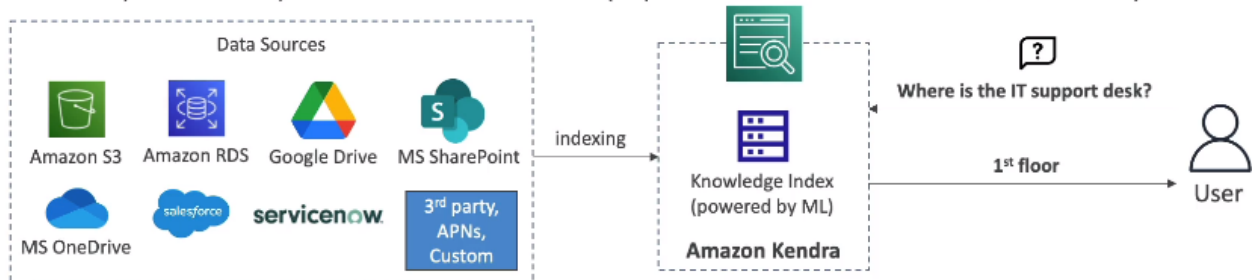 Data Sources
Amazon S3
Amazon RDS
Google Drive
MS SharePoint
MS OneDrive
salesforce
servicenow
3rd party,
APNs,
Custom
indexing
Knowledge Index
(powered by ML)
Amazon Kendra
?
Where is the IT support desk?
1st floor
User
S